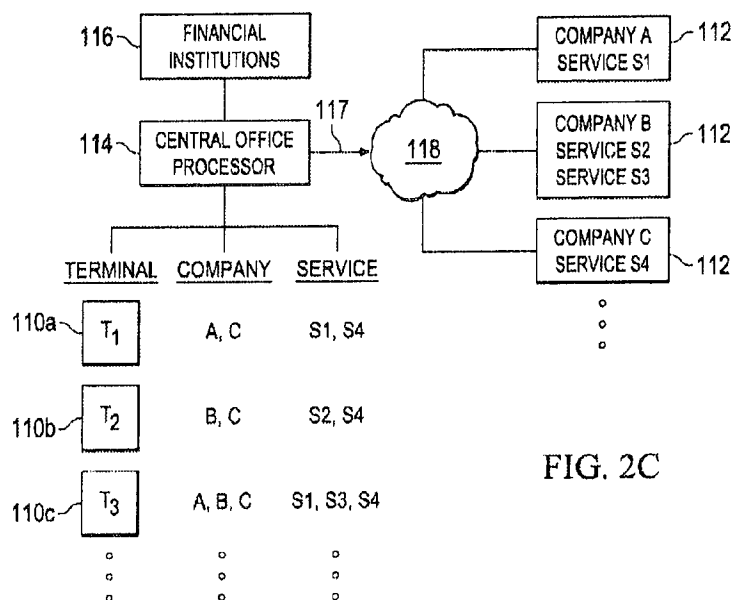 116
FINANCIAL
INSTITUTIONS
114
CENTRAL OFFICE
PROCESSOR
117
118
COMPANY A
SERVICE S1
112
COMPANY B
SERVICE S2
SERVICE S3
112
COMPANY C
SERVICE S4
112
TERMINAL COMPANY SERVICE
110a T1 A, C S1, S4
110b T2 B, C S2, S4
110c T3 A, B, C S1, S3, S4
FIG. 2C